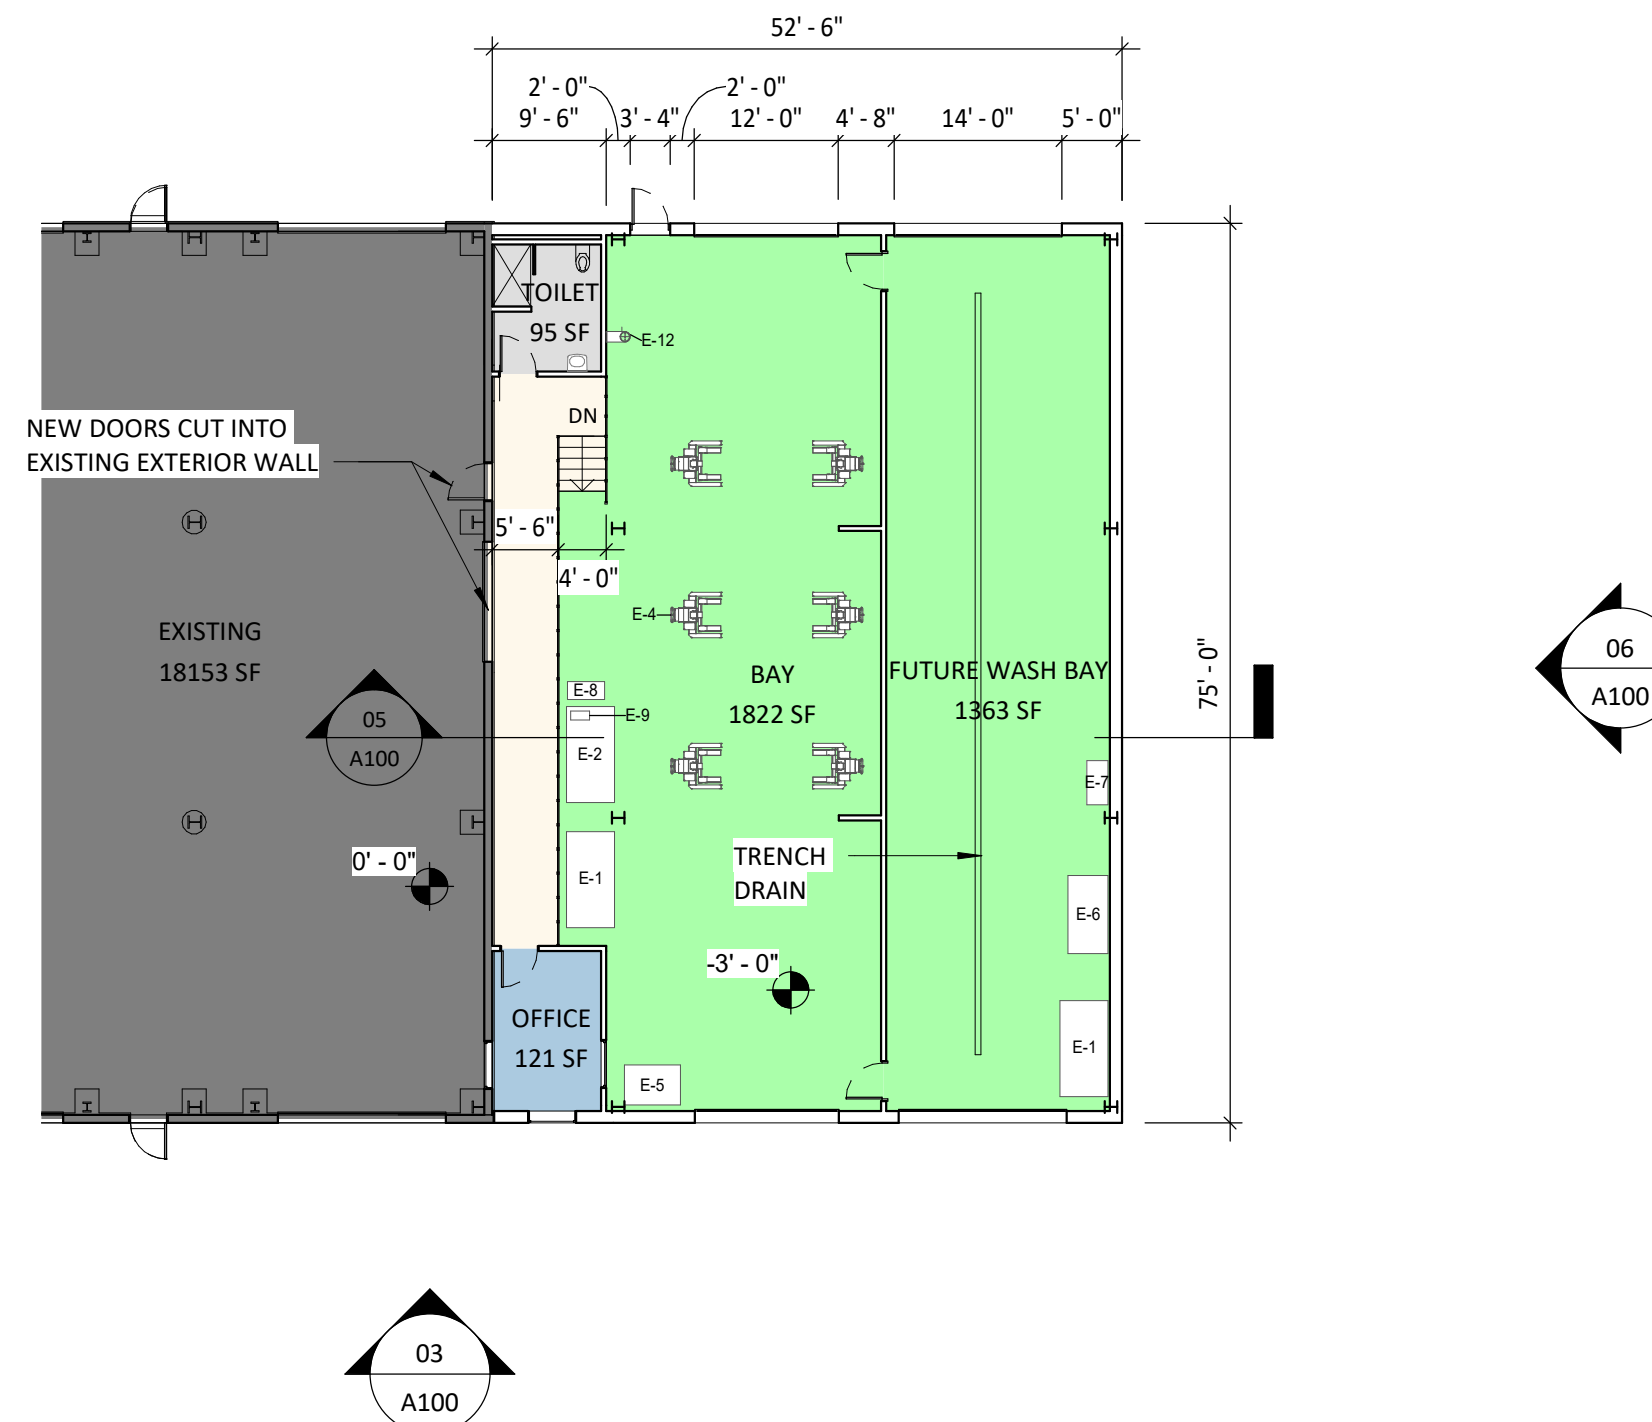 52' - 6"
2' - 0"
2' - 0"
9' - 6"
3' - 4"
12' - 0"
4' - 8"
14' - 0"
5' - 0"
TOILET
95 SF
E-12
DN
NEW DOORS CUT INTO
EXISTING EXTERIOR WALL
5' - 6"
4' - 0"
E-4
EXISTING
18153 SF
BAY
1822 SF
FUTURE WASH BAY
1363 SF
75' - 0"
06
A100
05
A100
E-8
E-9
E-2
E-7
0' - 0"
E-1
TRENCH
DRAIN
E-6
-3' - 0"
OFFICE
121 SF
E-5
E-1
03
A100